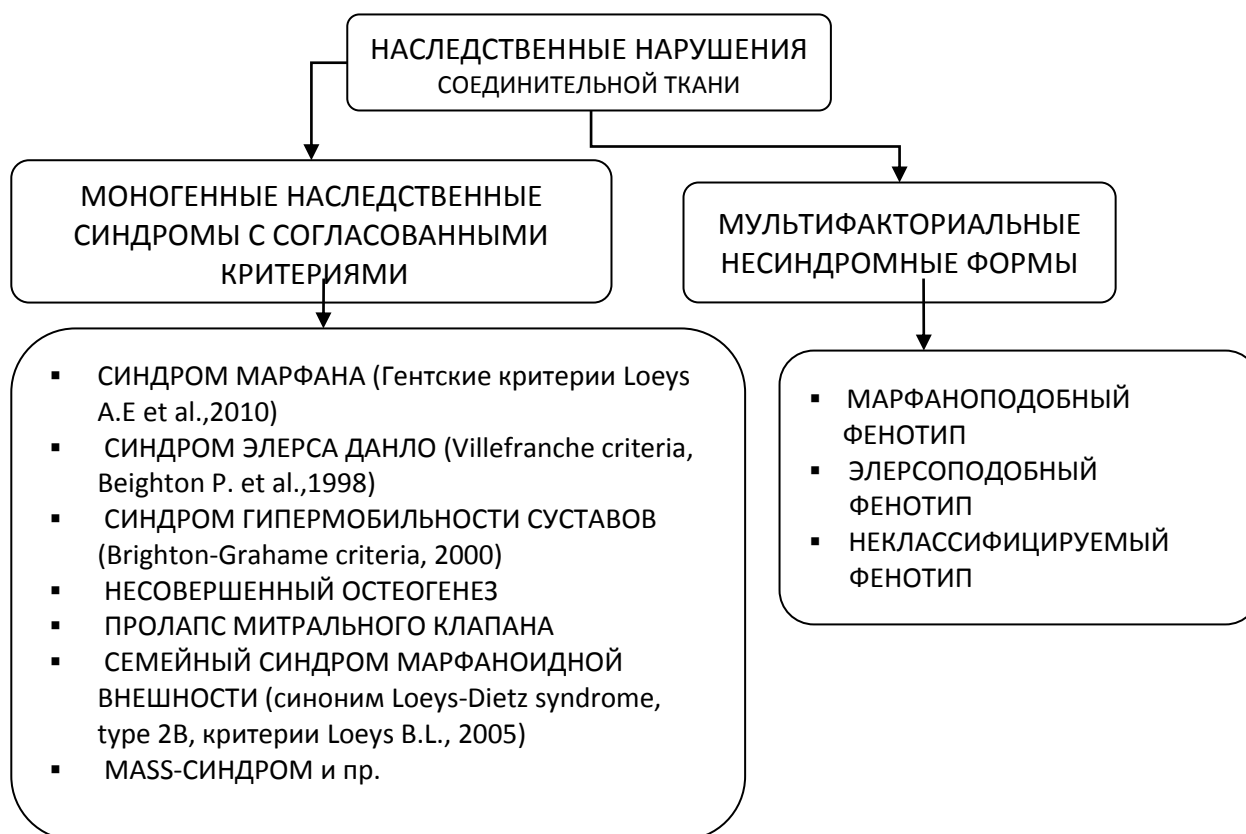 НАСЛЕДСТВЕННЫЕ НАРУШЕНИЯ
СОЕДИНИТЕЛЬНОЙ ТКАНИ
МОНОГЕННЫЕ НАСЛЕДСТВЕННЫЕ
СИНДРОМЫ С СОГЛАСОВАННЫМИ
КРИТЕРИЯМИ
▪ СИНДРОМ МАРФАНА (Гентские критерии Loeys
A.E et al.,2010)
▪ СИНДРОМ ЭЛЕРСА ДАНЛО (Villefranche criteria,
Beighton P. et al.,1998)
▪ СИНДРОМ ГИПЕРМОБИЛЬНОСТИ СУСТАВОВ
(Brighton-Grahame criteria, 2000)
▪ НЕСОВЕРШЕННЫЙ ОСТЕОГЕНЕЗ
▪ ПРОЛАПС МИТРАЛЬНОГО КЛАПАНА
▪ СЕМЕЙНЫЙ СИНДРОМ МАРФАНОИДНОЙ
ВНЕШНОСТИ (синоним Loeys-Dietz syndrome,
type 2B, критерии Loeys B.L., 2005)
▪ MASS-СИНДРОМ и пр.
МУЛЬТИФАКТОРИАЛЬНЫЕ
НЕСИНДРОМНЫЕ ФОРМЫ
▪ МАРФАНОПОДОБНЫЙ
ФЕНОТИП
▪ ЭЛЕРСОПОДОБНЫЙ
ФЕНОТИП
▪ НЕКЛАССИФИЦИРУЕМЫЙ
ФЕНОТИП